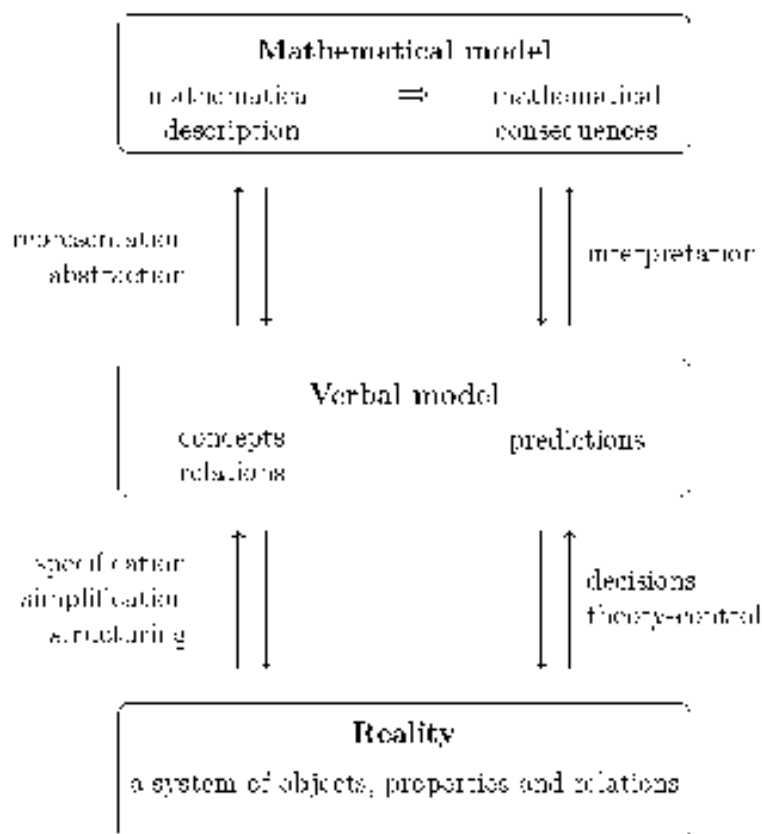 Mathematical model
mathematica ⇒ mathematical
description consequences
representation
abstraction
interpretation
Verbal model
concepts predictions
relations
specification
simplification
structuring
decisions
theory-control
Reality
a system of objects, properties and relations